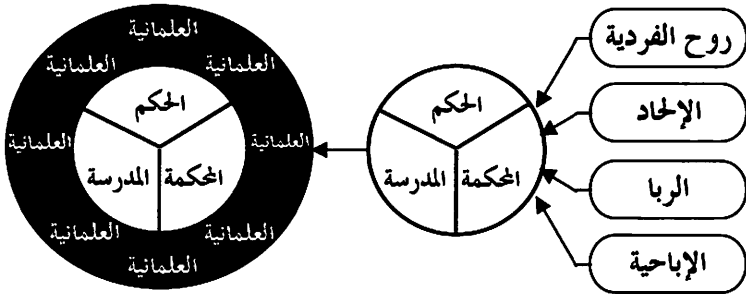 روح الفردية
الإلحاد
الربا
الإباحية
الحكم
المحكمة
المدرسة
العلمانية
العلمانية
العلمانية
العلمانية
العلمانية
العلمانية
العلمانية
العلمانية
الحكم
المحكمة
المدرسة